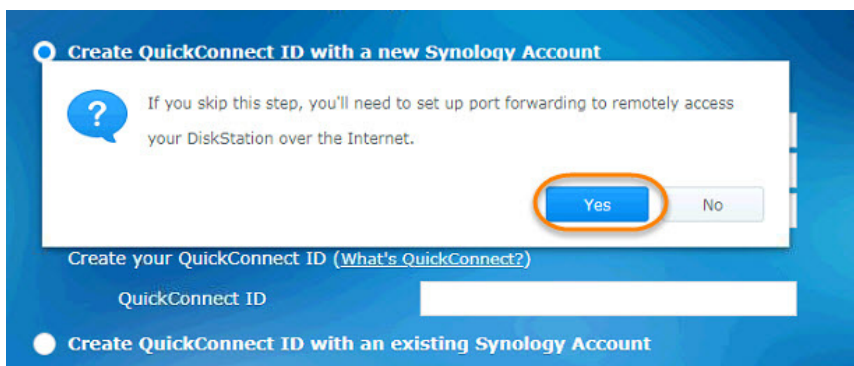 Create QuickConnect ID with a new Synology Account
?
If you skip this step, you'll need to set up port forwarding to remotely access
your DiskStation over the Internet.
Yes No
Create your QuickConnect ID (What's QuickConnect?)
QuickConnect ID
Create QuickConnect ID with an existing Synology Account